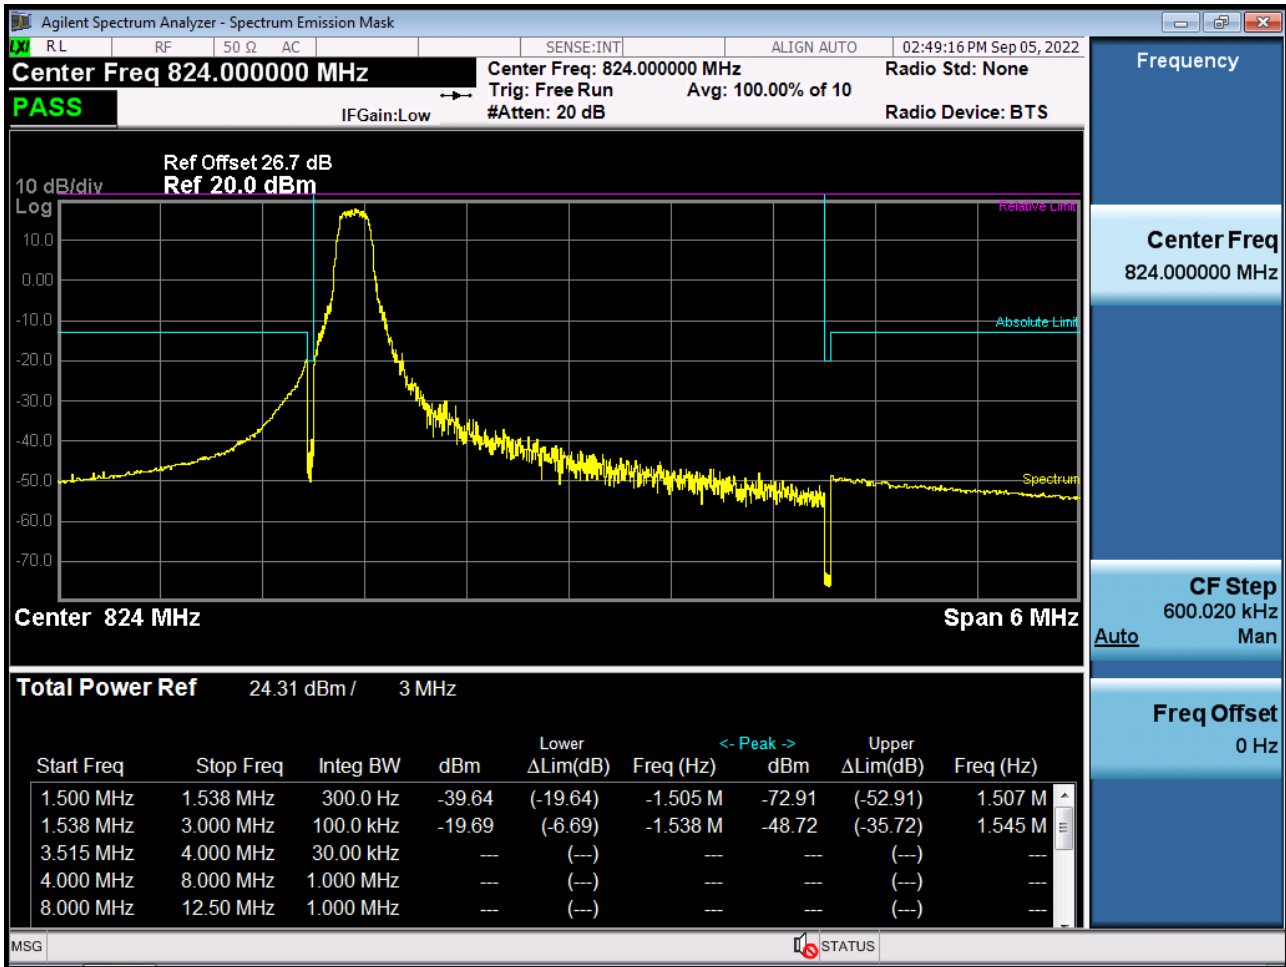 Agilent Spectrum Analyzer - Spectrum Emission Mask
LXI RL RF 50 Ω AC SENSE:INT ALIGN AUTO 02:49:16 PM Sep 05, 2022
Center Freq 824.000000 MHz Center Freq: 824.000000 MHz Radio Std: None
Trig: Free Run Avg: 100.00% of 10
PASS IFGain:Low #Atten: 20 dB Radio Device: BTS
Ref Offset 26.7 dB
10 dB/div Ref 20.0 dBm
Log
Relative Limit
10.0
0.00
-10.0
Absolute Limit
-20.0
-30.0
-40.0
-50.0
Spectrum
-60.0
-70.0
Center 824 MHz Span 6 MHz
Total Power Ref 24.31 dBm / 3 MHz
Lower <- Peak -> Upper
Start Freq Stop Freq Integ BW dBm ΔLim(dB) Freq (Hz) dBm ΔLim(dB) Freq (Hz)
1.500 MHz 1.538 MHz 300.0 Hz -39.64 (-19.64) -1.505 M -72.91 (-52.91) 1.507 M
1.538 MHz 3.000 MHz 100.0 kHz -19.69 (-6.69) -1.538 M -48.72 (-35.72) 1.545 M
3.515 MHz 4.000 MHz 30.00 kHz --- (---) --- --- (---) ---
4.000 MHz 8.000 MHz 1.000 MHz --- (---) --- --- (---) ---
8.000 MHz 12.50 MHz 1.000 MHz --- (---) --- --- (---) ---
MSG STATUS
Frequency
Center Freq
824.000000 MHz
CF Step
600.020 kHz
Auto Man
Freq Offset
0 Hz